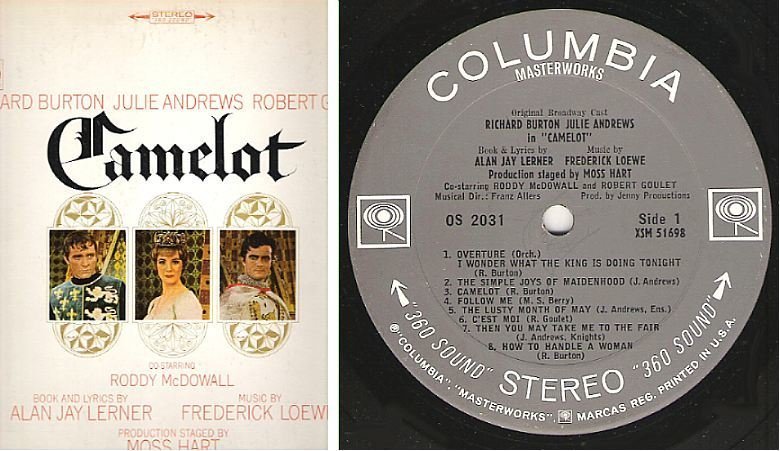 STEREO
"360 SOUND"
ARD BURTON JULIE ANDREWS ROBERT G
Camelot
CO-STARRING
RODDY McDOWALL
BOOK AND LYRICS BY MUSIC BY
ALAN JAY LERNER FREDERICK LOEWE
PRODUCTION STAGED BY
MOSS HART
COLUMBIA
MASTERWORKS
Original Broadway Cast
RICHARD BURTON JULIE ANDREWS
in "CAMELOT"
Book & Lyrics by Music by
ALAN JAY LERNER FREDERICK LOEWE
Production staged by MOSS HART
Co-starring RODDY McDOWALL and ROBERT GOULET
Musical Dir.: Franz Allers Prod. by Jenny Productions
OS 2031 Side 1
XSM 51698
1. OVERTURE (Orch.)
I WONDER WHAT THE KING IS DOING TONIGHT
(R. Burton)
2. THE SIMPLE JOYS OF MAIDENHOOD (J. Andrews)
3. CAMELOT (R. Burton)
4. FOLLOW ME (M. S. Berry)
5. THE LUSTY MONTH OF MAY (J. Andrews, Ens.)
6. C'EST MOI (R. Goulet)
7. THEN YOU MAY TAKE ME TO THE FAIR
(J. Andrews, Knights)
8. HOW TO HANDLE A WOMAN
(R. Burton)
"360 SOUND" STEREO "360 SOUND"
℗"COLUMBIA", "MASTERWORKS", MARCAS REG. PRINTED IN U.S.A.